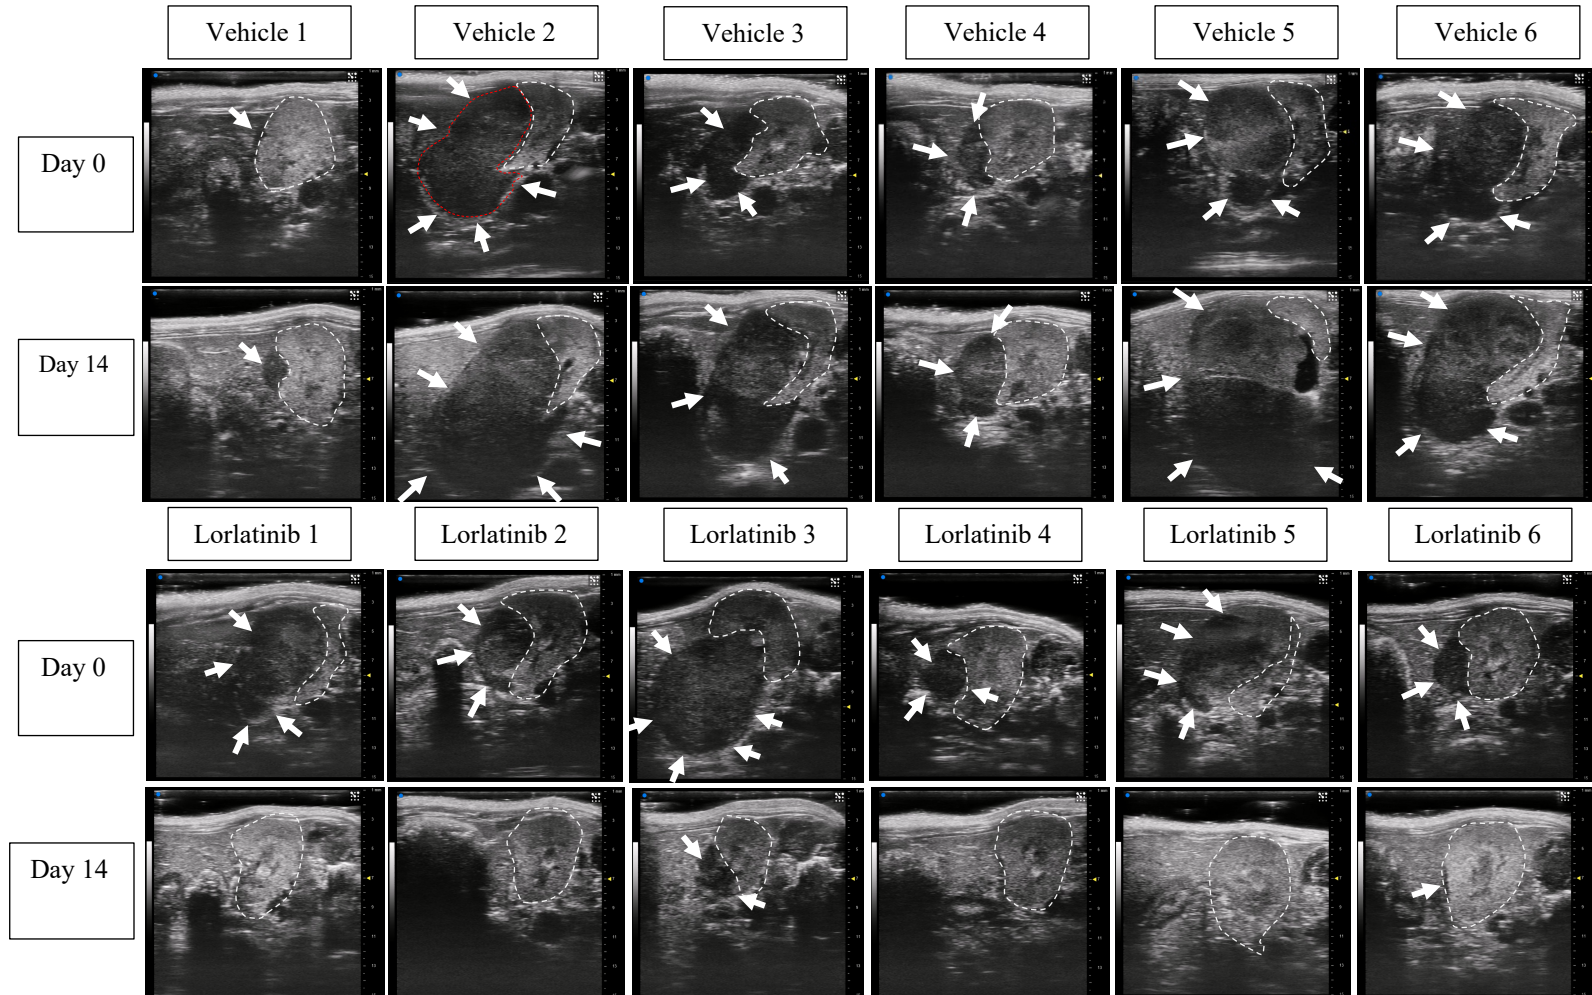 Vehicle 1
Vehicle 2
Vehicle 3
Vehicle 4
Vehicle 5
Vehicle 6
Day 0
Day 14
Lorlatinib 1
Lorlatinib 2
Lorlatinib 3
Lorlatinib 4
Lorlatinib 5
Lorlatinib 6
Day 0
Day 14